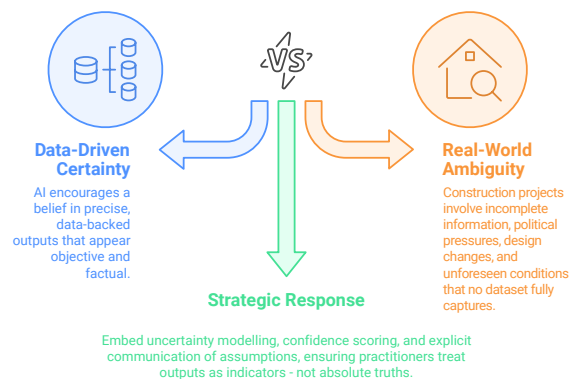 VS
Data-Driven
Certainty
AI encourages a
belief in precise,
data-backed
outputs that appear
objective and
factual.
Real-World
Ambiguity
Construction projects
involve incomplete
information, political
pressures, design
changes, and
unforeseen conditions
that no dataset fully
captures.
Strategic Response
Embed uncertainty modelling, confidence scoring, and explicit
communication of assumptions, ensuring practitioners treat
outputs as indicators - not absolute truths.